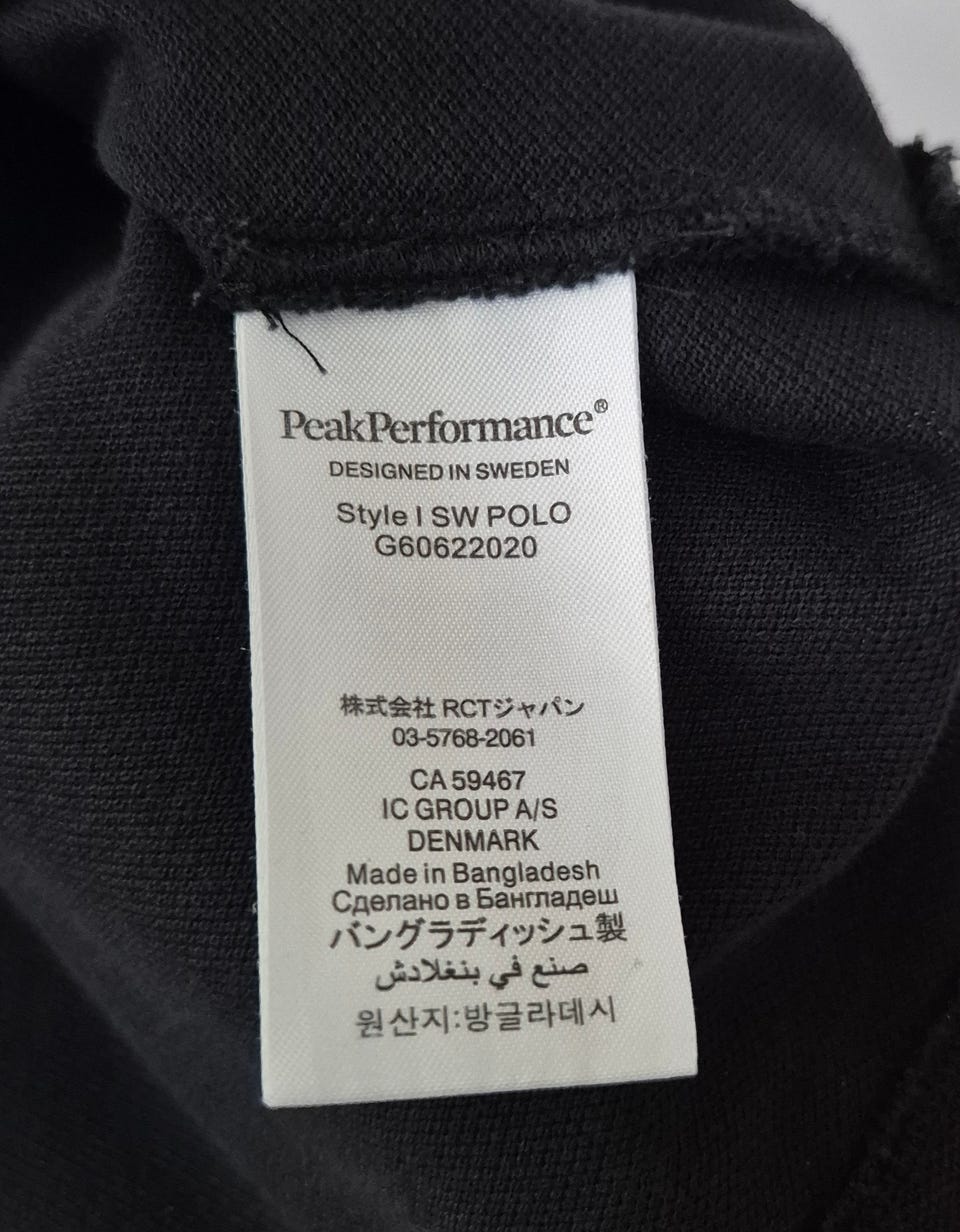 PeakPerformance®
DESIGNED IN SWEDEN
Style I SW POLO
G60622020
株式会社 RCTジャパン
03-5768-2061
CA 59467
IC GROUP A/S
DENMARK
Made in Bangladesh
Сделано в Бангладеш
バングラディッシュ製
صنع في بنغلادش
원산지:방글라데시